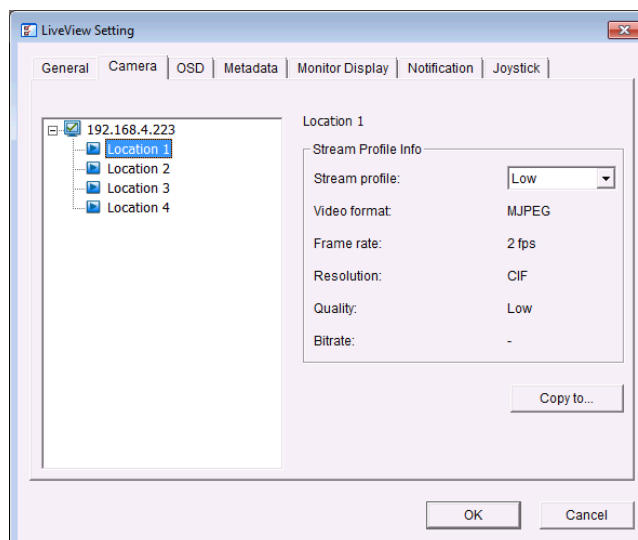 LiveView Setting
General Camera OSD Metadata Monitor Display Notification Joystick
192.168.4.223
Location 1
Location 2
Location 3
Location 4
Location 1
Stream Profile Info
Stream profile: Low
Video format: MJPEG
Frame rate: 2 fps
Resolution: CIF
Quality: Low
Bitrate: -
Copy to...
OK Cancel